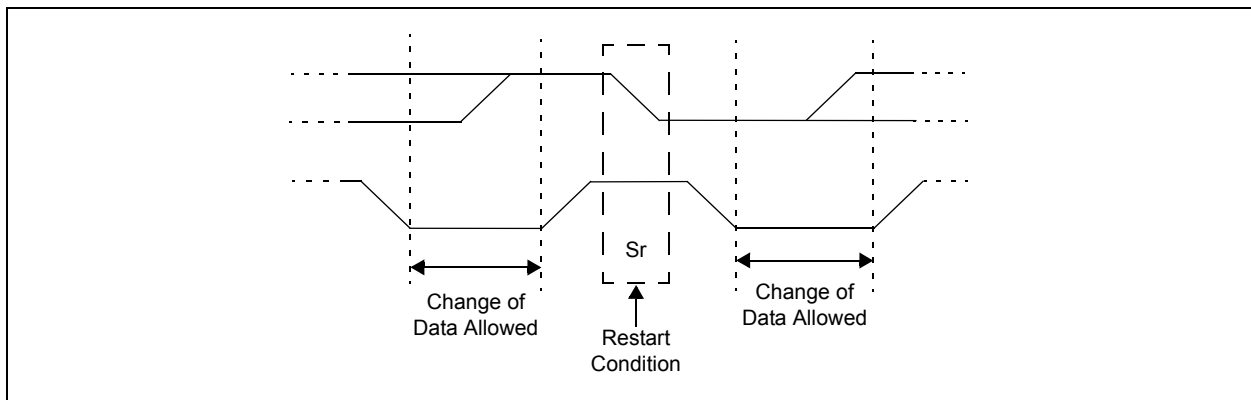 Sr
Change of
Data Allowed
Restart
Condition
Change of
Data Allowed